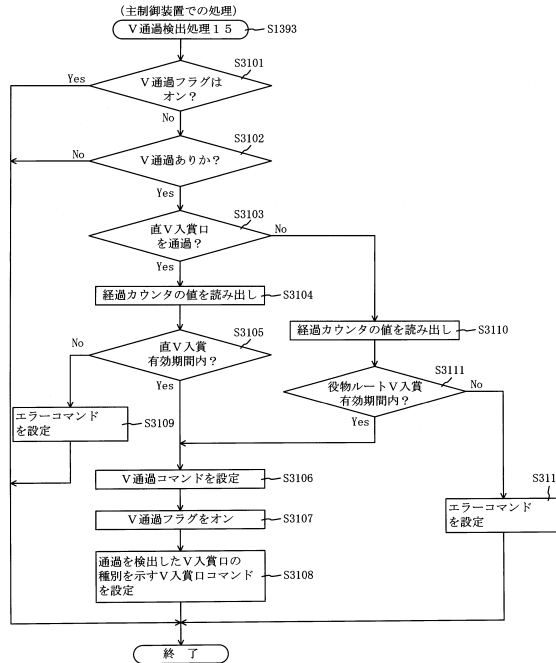 (主制御装置での処理)
V通過検出処理15
S1393
S3101
V通過フラグは
オン?
Yes
No
S3102
V通過ありか?
No
Yes
S3103
直V入賞口
を通過?
No
Yes
経過カウンタの値を読み出し
S3104
経過カウンタの値を読み出し
S3110
S3105
直V入賞
有効期間内?
No
Yes
S3111
役物ルートV入賞
有効期間内?
No
Yes
エラーコマンド
を設定
S3109
V通過コマンドを設定
S3106
V通過フラグをオン
S3107
通過を検出したV入賞口の
種別を示すV入賞口コマンド
を設定
S3108
S311
エラーコマンド
を設定
終 了